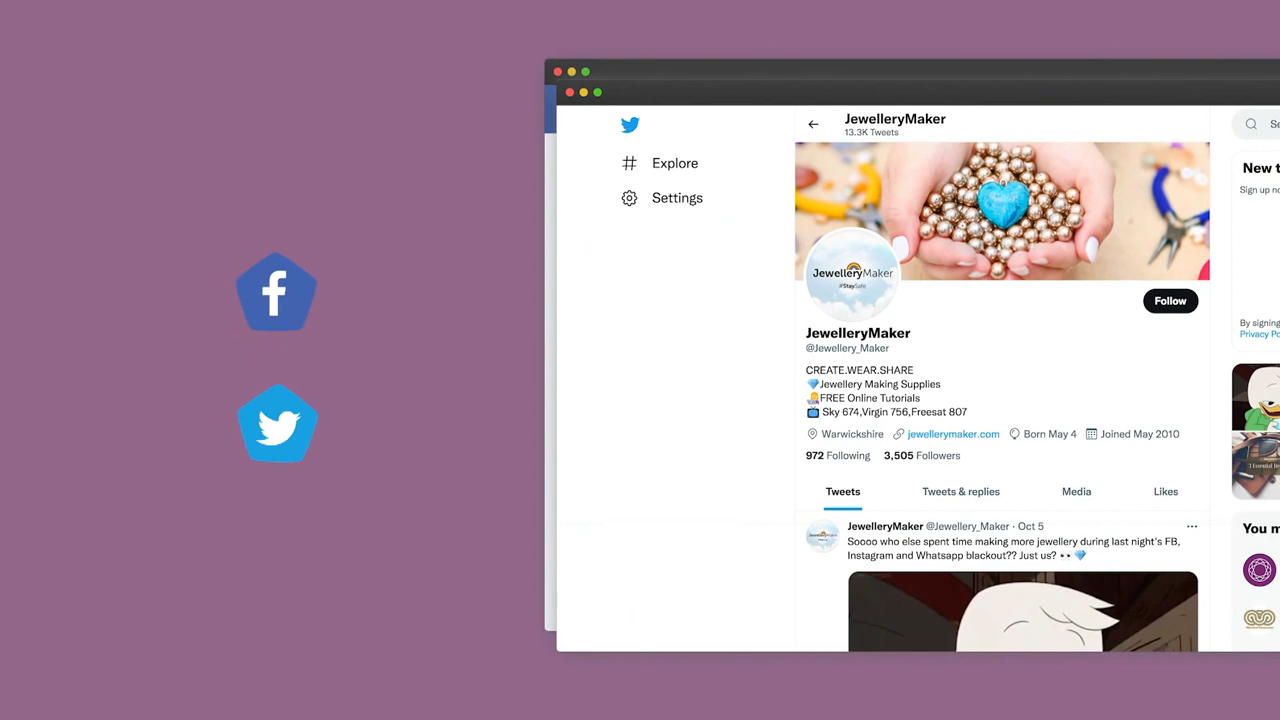 JewelleryMaker
13.3K Tweets
Explore
Settings
JewelleryMaker
#StaySafe
Follow
JewelleryMaker
@Jewellery_Maker
CREATE.WEAR.SHARE
💎Jewellery Making Supplies
FREE Online Tutorials
📺 Sky 674,Virgin 756,Freesat 807
Warwickshire jewellerymaker.com Born May 4 Joined May 2010
972 Following 3,505 Followers
Tweets Tweets & replies Media Likes
JewelleryMaker @Jewellery_Maker · Oct 5
Soooo who else spent time making more jewellery during last night's FB,
Instagram and Whatsapp blackout?? Just us? 👀 💎
Se
New t
Sign up no
By signing
Privacy Po
You m